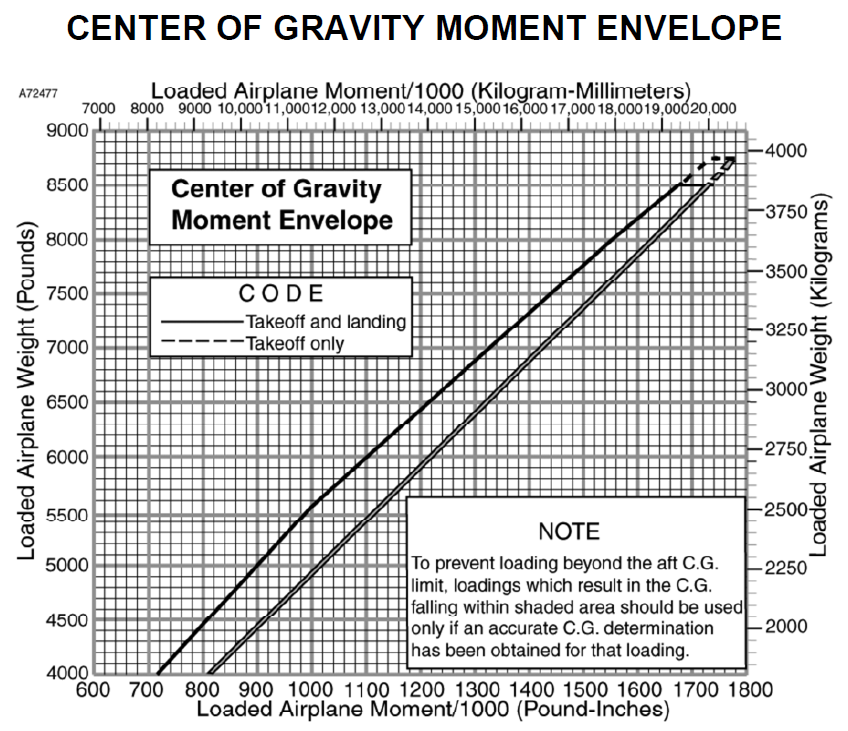 CENTER OF GRAVITY MOMENT ENVELOPE
A72477
Loaded Airplane Moment/1000 (Kilogram-Millimeters)
7000 8000 9000 10,000 11,000 12,000 13,000 14,000 15,000 16,000 17,000 18,000 19,000 20,000
Loaded Airplane Weight (Pounds)
9000
8500
8000
7500
7000
6500
6000
5500
5000
4500
4000
Center of Gravity
Moment Envelope
CODE
Takeoff and landing
Takeoff only
4000
3750
3500
3250
3000
2750
2500
2250
2000
Loaded Airplane Weight (Kilograms)
NOTE
To prevent loading beyond the aft C.G.
limit, loadings which result in the C.G.
falling within shaded area should be used
only if an accurate C.G. determination
has been obtained for that loading.
600 700 800 900 1000 1100 1200 1300 1400 1500 1600 1700 1800
Loaded Airplane Moment/1000 (Pound-Inches)